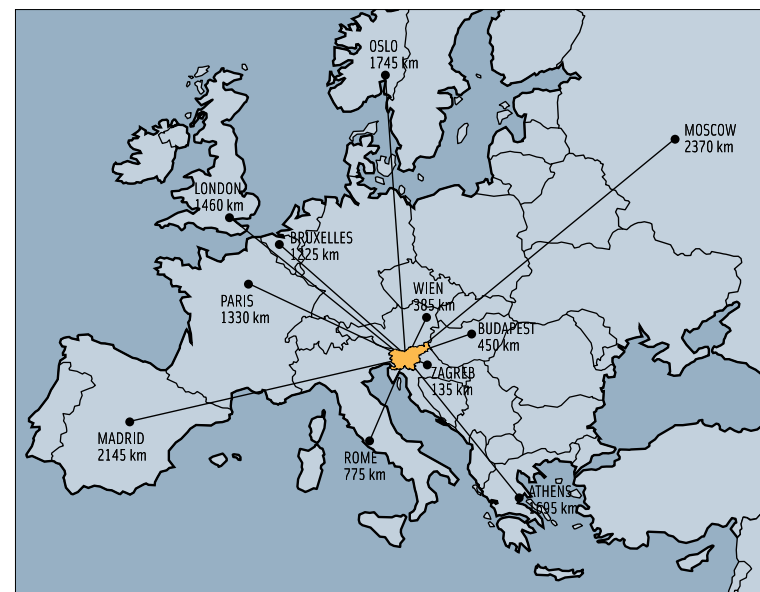 OSLO
1745 km
MOSCOW
2370 km
LONDON
1460 km
BRUXELLES
1225 km
WIEN
385 km
PARIS
1330 km
BUDAPEST
450 km
ZAGREB
135 km
MADRID
2145 km
ROME
775 km
ATHENS
1695 km